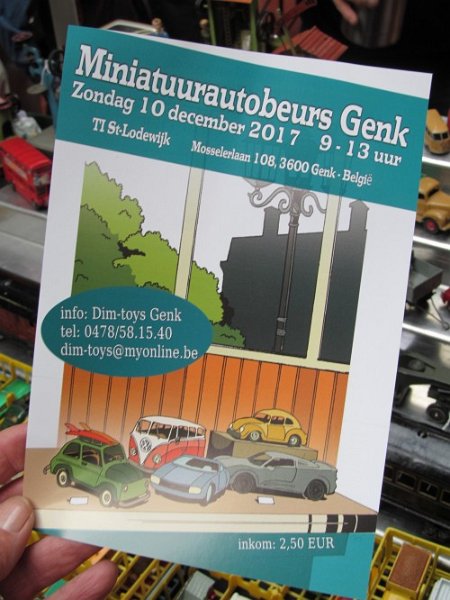 Miniatuurautobeurs Genk
Zondag 10 december 2017 9 - 13 uur
TI St-Lodewijk Mosselerlaan 108, 3600 Genk - België
info: Dim-toys Genk
tel: 0478/58.15.40
dim-toys@myonline.be
inkom: 2,50 EUR